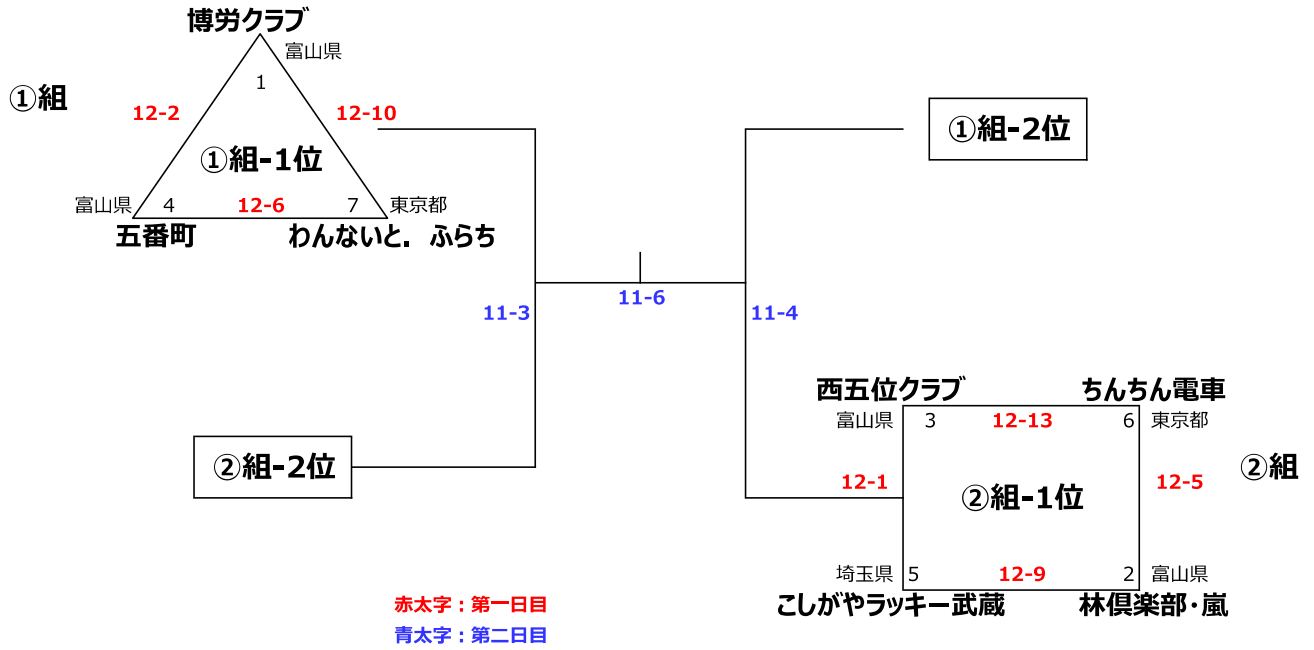 博労クラブ
富山県
①組
1
12-2
12-10
①組-1位
富山県
4
12-6
7
東京都
五番町
わんないと．ふらち
①組-2位
11-3
11-6
11-4
②組-2位
西五位クラブ
ちんちん電車
富山県
3
12-13
6
東京都
12-1
②組-1位
12-5
②組
埼玉県
5
12-9
2
富山県
こしがやラッキー武蔵
林倶楽部・嵐
赤太字：第一日目
青太字：第二日目